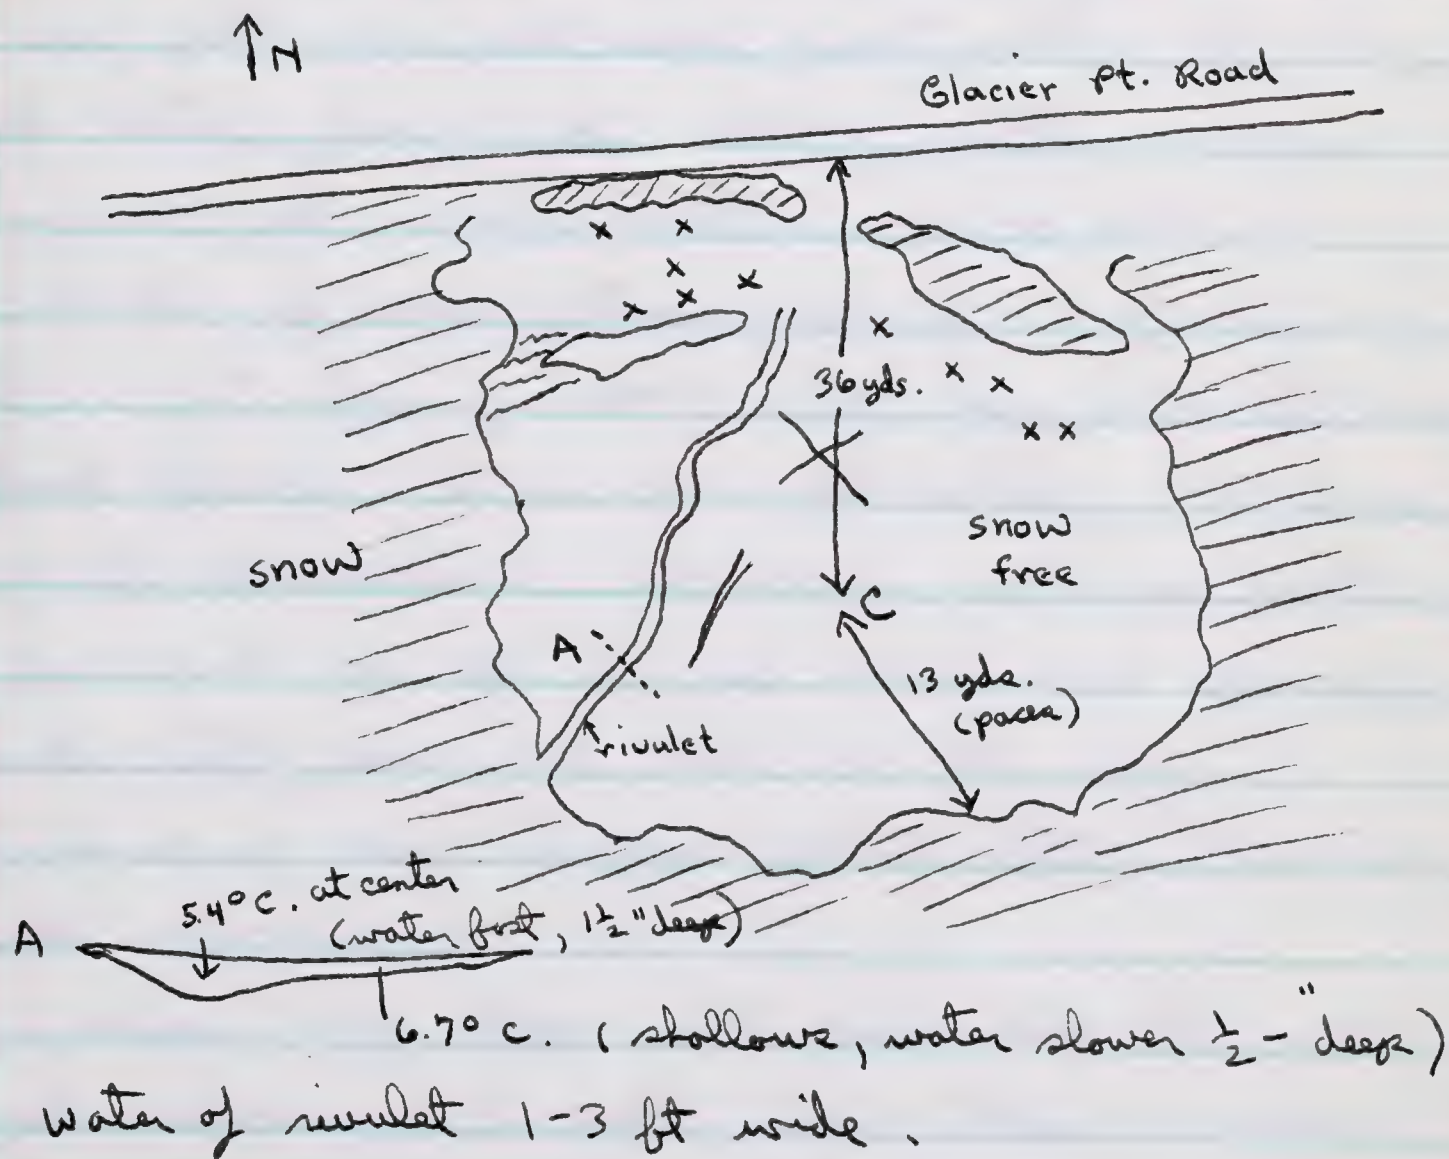 N
Glacier Pt. Road
x x
x
x x x
x
36 yds. x x
x x
snow
free
snow
C
A
13 yds.
(paces)
rivulet
5.4° C. at center
(water fast, 1½" deep)
A
6.7° C. (shallows, water slower ½-" deep)
Water of rivulet 1-3 ft wide.